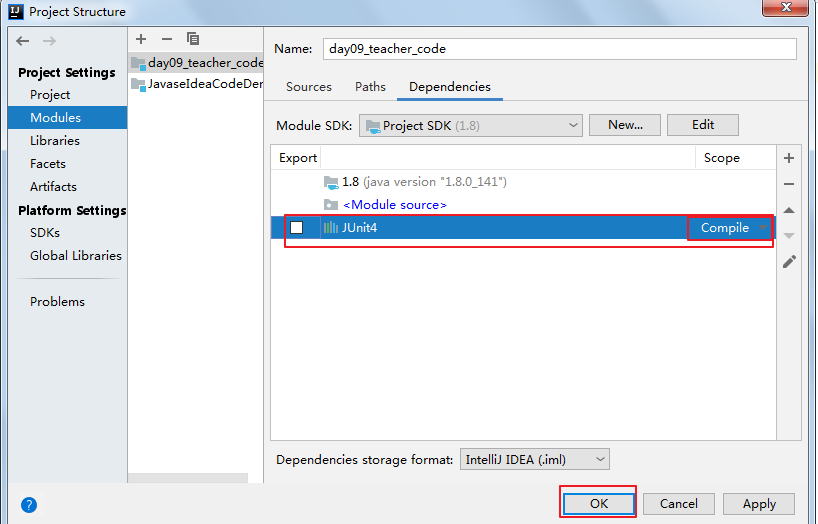 Project Structure
Project Settings
Project
Modules
Libraries
Facets
Artifacts
Platform Settings
SDKs
Global Libraries
Problems
day09_teacher_code
JavaseIdeaCodeDer
Name: day09_teacher_code
Sources Paths Dependencies
Module SDK: Project SDK (1.8) New... Edit
Export Scope
1.8 (java version "1.8.0_141")
<Module source>
JUnit4 Compile
Dependencies storage format: IntelliJ IDEA (.iml)
? OK Cancel Apply